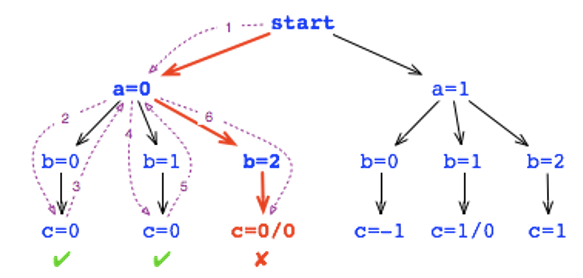 start
1
a=0 a=1
2 4 6
b=0 b=1 b=2 b=0 b=1 b=2
3 5
c=0 c=0 c=0/0 c=-1 c=1/0 c=1